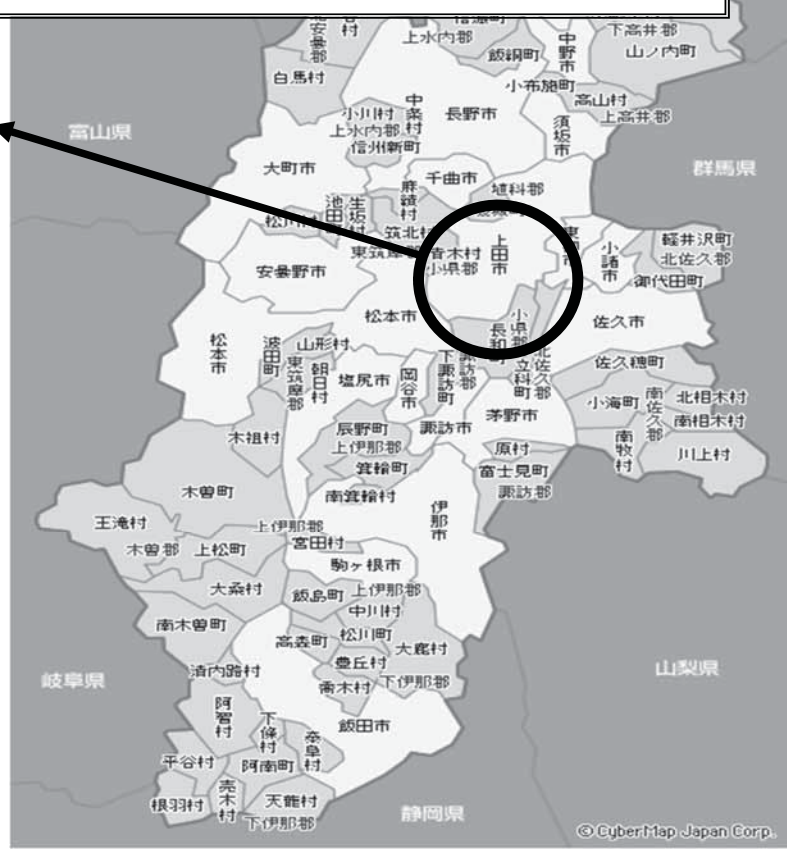 上水内郡
飯綱町
中野市
下高井郡
山ノ内町
白馬村
小布施町
高山村
上高井郡
小川村
中条村
長野市
上水内郡
信州新町
須坂市
富山県
群馬県
大町市
千曲市
埴科郡
麻績村
池田町
生坂村
松川村
筑北村
東筑摩郡
青木村
小県郡
上田市
小諸市
軽井沢町
北佐久郡
御代田町
安曇野市
松本市
松本市
佐久市
小県郡
長和町
波田町
山形村
東筑摩郡
朝日村
塩尻市
岡谷市
下諏訪町
諏訪郡
立科町
北佐久郡
佐久穂町
小海町
南佐久郡
北相木村
南相木村
茅野市
諏訪市
木祖村
辰野町
上伊那郡
原村
南牧村
川上村
箕輪町
富士見町
諏訪郡
木曽町
南箕輪村
伊那市
王滝村
木曽郡
上松町
上伊那郡
宮田村
駒ヶ根市
大桑村
飯島町
上伊那郡
中川村
南木曽町
高森町
松川町
大鹿村
豊丘村
清内路村
喬木村
下伊那郡
岐阜県
山梨県
阿智村
下條村
泰阜村
飯田市
平谷村
阿南町
売木村
根羽村
天龍村
下伊那郡
静岡県
© CyberMap Japan Corp.